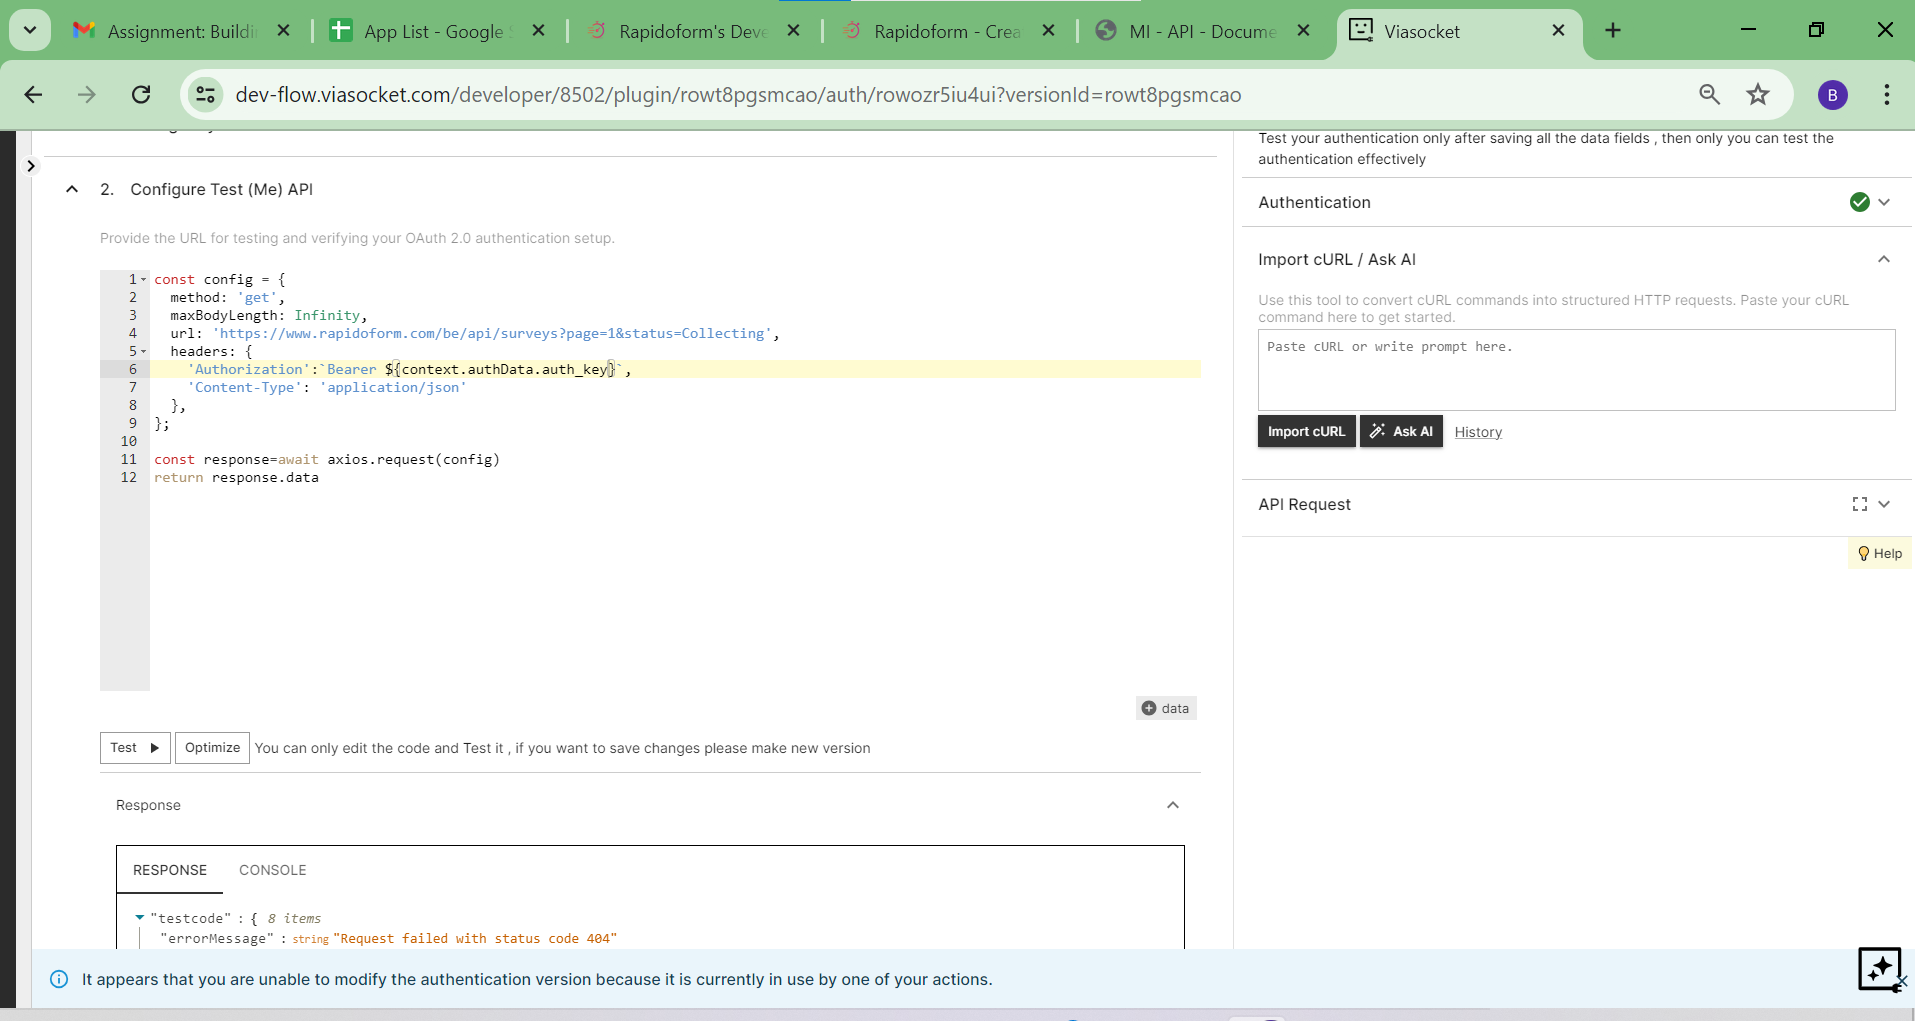 Assignment: Buildi
App List - Google S
Rapidoform's Deve
Rapidoform - Crea
MI - API - Docume
Viasocket
dev-flow.viasocket.com/developer/8502/plugin/rowt8pgsmcao/auth/rowozr5iu4ui?versionId=rowt8pgsmcao
B
2. Configure Test (Me) API
Provide the URL for testing and verifying your OAuth 2.0 authentication setup.
1 const config = {
2 method: 'get',
3 maxBodyLength: Infinity,
4 url: 'https://www.rapidoform.com/be/api/surveys?page=1&status=Collecting',
5 headers: {
6 'Authorization':`Bearer ${context.authData.auth_key}`,
7 'Content-Type': 'application/json'
8 },
9 };
10
11 const response=await axios.request(config)
12 return response.data
data
Test
Optimize
You can only edit the code and Test it , if you want to save changes please make new version
Response
RESPONSE
CONSOLE
"testcode" : { 8 items
"errorMessage" : string "Request failed with status code 404"
It appears that you are unable to modify the authentication version because it is currently in use by one of your actions.
Test your authentication only after saving all the data fields , then only you can test the
authentication effectively
Authentication
Import cURL / Ask AI
Use this tool to convert cURL commands into structured HTTP requests. Paste your cURL
command here to get started.
Paste cURL or write prompt here.
Import cURL
Ask AI
History
API Request
Help